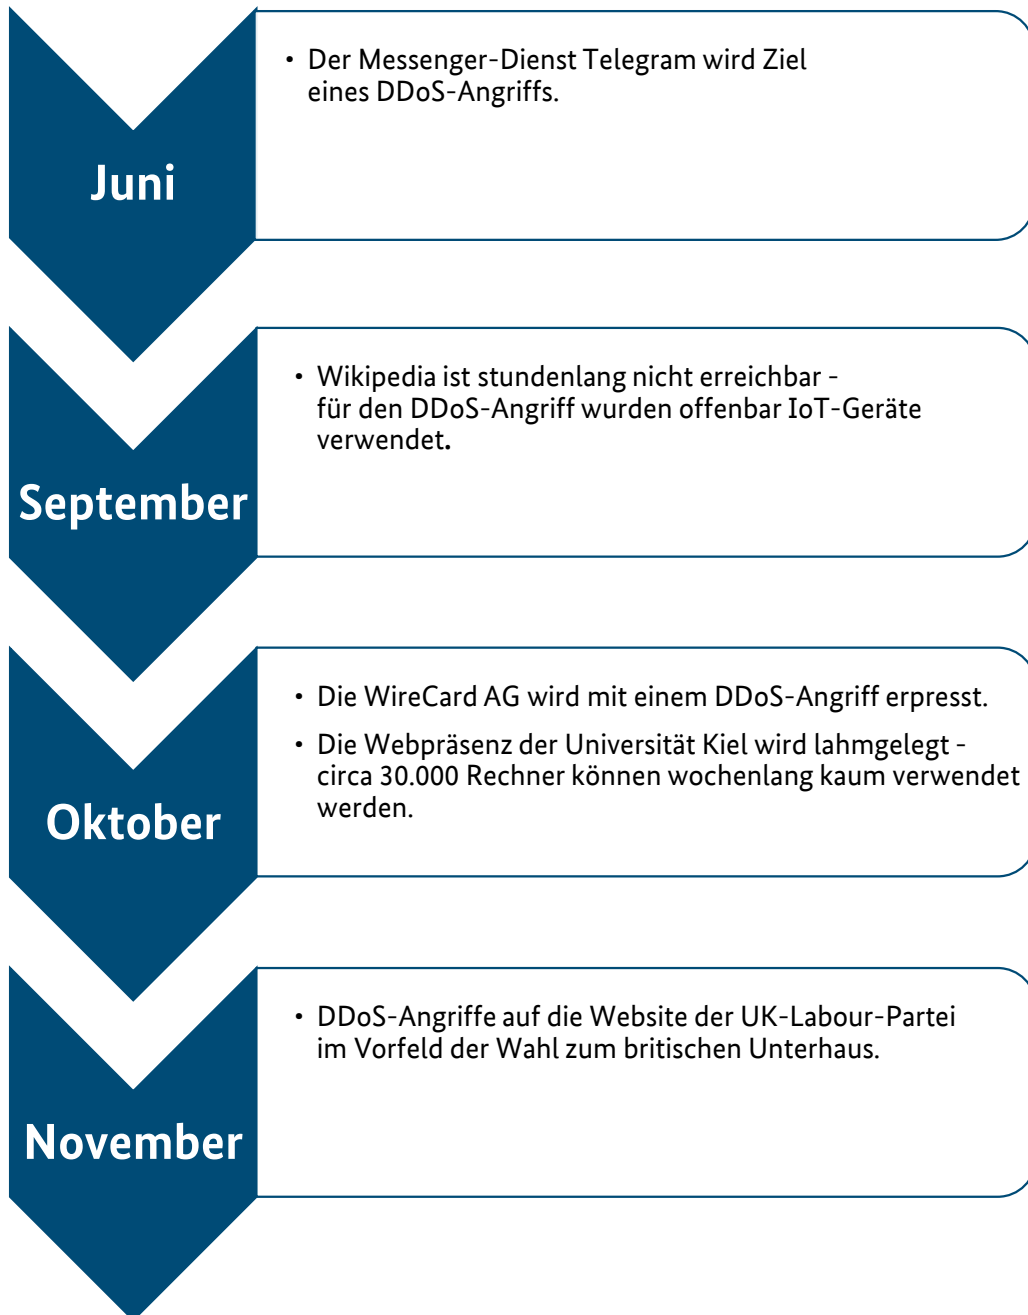 • Der Messenger-Dienst Telegram wird Ziel
eines DDoS-Angriffs.
Juni
• Wikipedia ist stundenlang nicht erreichbar -
für den DDoS-Angriff wurden offenbar IoT-Geräte
verwendet.
September
• Die WireCard AG wird mit einem DDoS-Angriff erpresst.
• Die Webpräsenz der Universität Kiel wird lahmgelegt -
circa 30.000 Rechner können wochenlang kaum verwendet
werden.
Oktober
• DDoS-Angriffe auf die Website der UK-Labour-Partei
im Vorfeld der Wahl zum britischen Unterhaus.
November